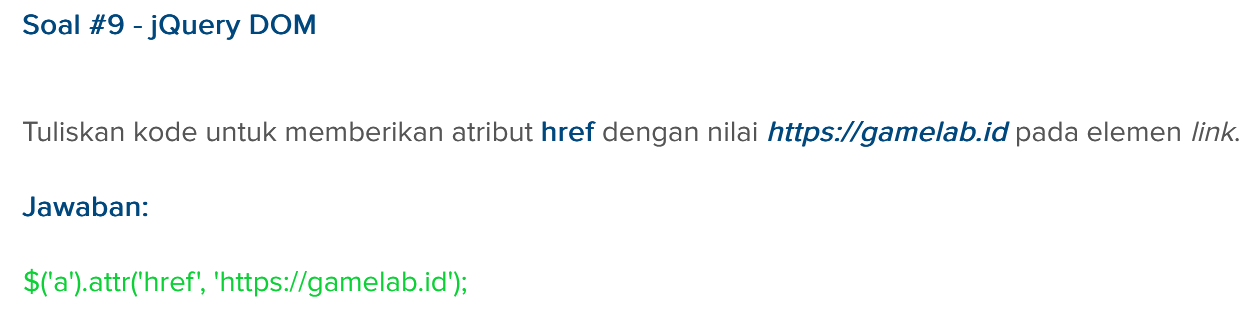 Soal #9 - jQuery DOM
Tuliskan kode untuk memberikan atribut href dengan nilai https://gamelab.id pada elemen link.
Jawaban:
$('a').attr('href', 'https://gamelab.id');